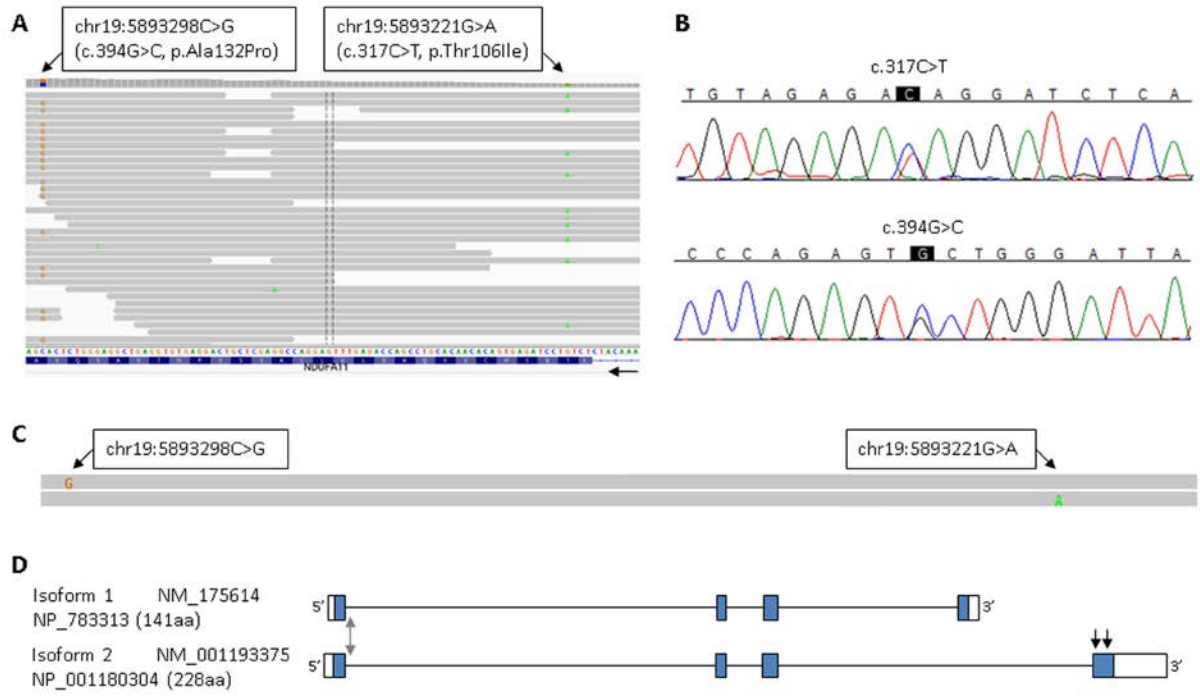 A
chr19:5893298C>G
(c.394G>C, p.Ala132Pro)
chr19:5893221G>A
(c.317C>T, p.Thr106Ile)
NDUFA11
B
c.317C>T
T G T A G A G A C A G G A T C T C A
c.394G>C
C C C A G A G T G C T G G G A T T A
C
chr19:5893298C>G
chr19:5893221G>A
G
A
D
Isoform 1 NM_175614
NP_783313 (141aa)
5’ 3’
Isoform 2 NM_001193375
NP_001180304 (228aa)
5’ 3’